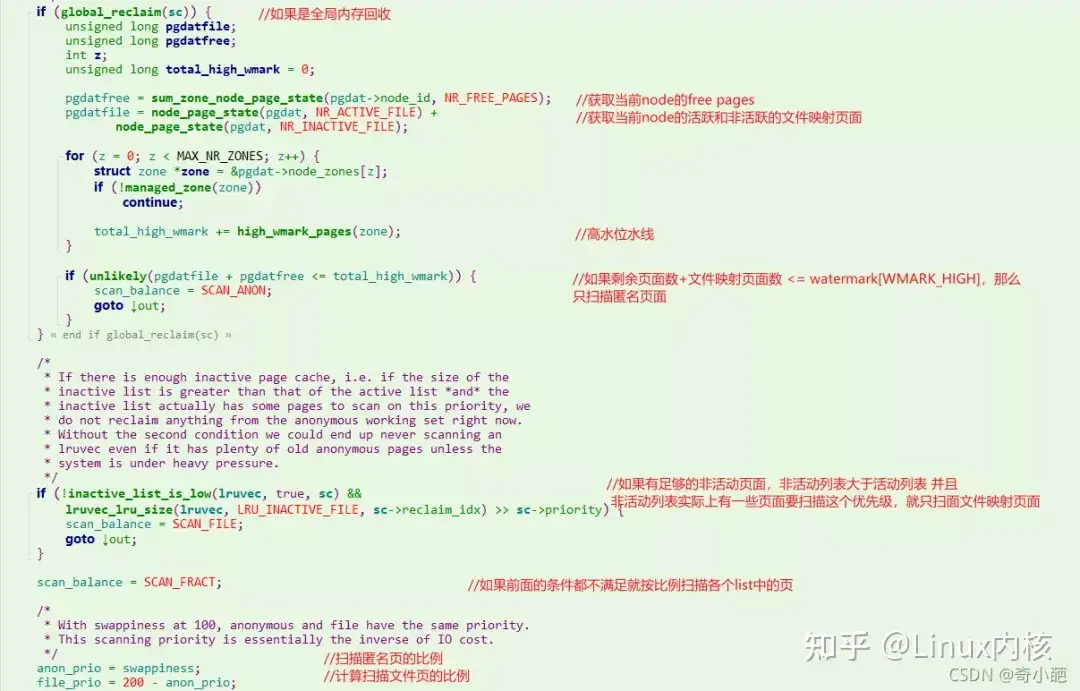 if (global_reclaim(sc)) { //如果是全局内存回收
unsigned long pgdatfile;
unsigned long pgdatfree;
int z;
unsigned long total_high_wmark = 0;
pgdatfree = sum_zone_node_page_state(pgdat->node_id, NR_FREE_PAGES); //获取当前node的free pages
pgdatfile = node_page_state(pgdat, NR_ACTIVE_FILE) + //获取当前node的活跃和非活跃的文件映射页面
node_page_state(pgdat, NR_INACTIVE_FILE);
for (z = 0; z < MAX_NR_ZONES; z++) {
struct zone *zone = &pgdat->node_zones[z];
if (!managed_zone(zone))
continue;
total_high_wmark += high_wmark_pages(zone); //高水位水线
}
if (unlikely(pgdatfile + pgdatfree <= total_high_wmark)) { //如果剩余页面数+文件映射页面数 <= watermark[WMARK_HIGH]，那么
scan_balance = SCAN_ANON; 只扫描匿名页面
goto ↓out;
}
} « end if global_reclaim(sc) »
/*
* If there is enough inactive page cache, i.e. if the size of the
* inactive list is greater than that of the active list *and* the
* inactive list actually has some pages to scan on this priority, we
* do not reclaim anything from the anonymous working set right now.
* Without the second condition we could end up never scanning an
* lruvec even if it has plenty of old anonymous pages unless the
* system is under heavy pressure.
*/
if (!inactive_list_is_low(lruvec, true, sc) && //如果有足够的非活动页面，非活动列表大于活动列表 并且
lruvec_lru_size(lruvec, LRU_INACTIVE_FILE, sc->reclaim_idx) >> sc->priority) { 非活动列表实际上有一些页面要扫描这个优先级，就只扫面文件映射页面
scan_balance = SCAN_FILE;
goto ↓out;
}
scan_balance = SCAN_FRACT; //如果前面的条件都不满足就按比例扫描各个list中的页
/*
* With swappiness at 100, anonymous and file have the same priority.
* This scanning priority is essentially the inverse of IO cost.
*/
anon_prio = swappiness; //扫描匿名页的比例
file_prio = 200 - anon_prio; //计算扫描文件页的比例
知乎 @Linux内核
CSDN @奇小葩